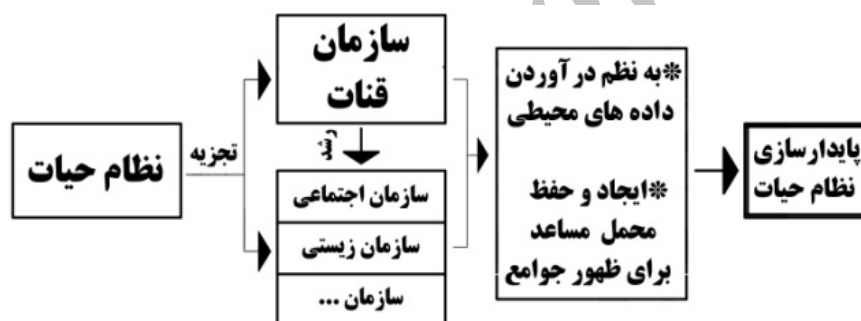 نظام حیات
تجزیه
سازمان
قنات
رشد
سازمان اجتماعی
سازمان زیستی
سازمان ...
*به نظم در آوردن
داده های محیطی
*ایجاد و حفظ
محمل مساعد
برای ظهور جوامع
پایدارسازی
نظام حیات